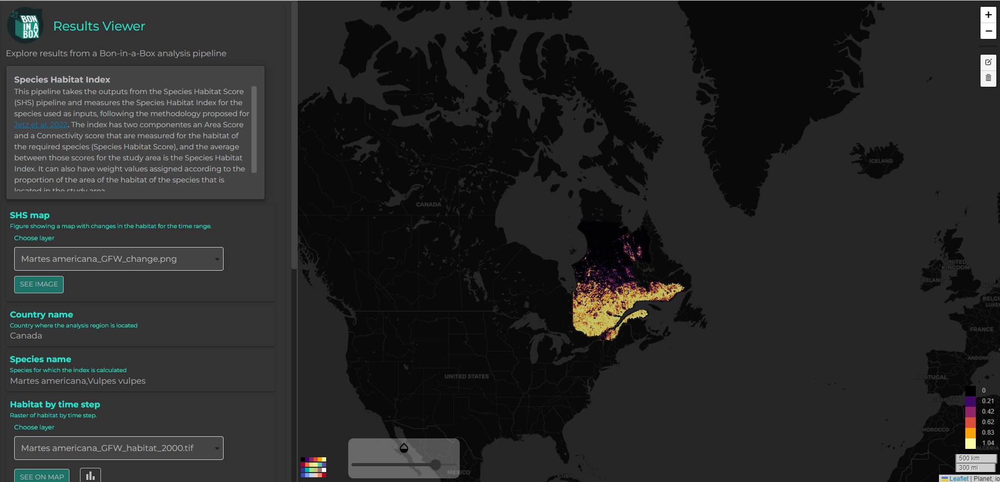 BON
IN A
BOX
Results Viewer
Explore results from a Bon-in-a-Box analysis pipeline
Species Habitat Index
This pipeline takes the outputs from the Species Habitat Score
(SHS) pipeline and measures the Species Habitat Index for the
species used as inputs, following the methodology proposed for
Jetz et al. 2022. The index has two componentes an Area Score
and a Connectivity score that are measured for the habitat of
the required species (Species Habitat Score), and the average
between those scores for the study area is the Species Habitat
Index. It can also have weight values assigned according to the
proportion of the area of the habitat of the species that is
located in the study area.
SHS map
Figure showing a map with changes in the habitat for the time range.
Choose layer
Martes americana_GFW_change.png
SEE IMAGE
Country name
Country where the analysis region is located
Canada
Species name
Species for which the index is calculated
Martes americana,Vulpes vulpes
Habitat by time step
Raster of habitat by time step.
Choose layer
Martes americana_GFW_habitat_2000.tif
SEE ON MAP
+
−
ICELAND
CANADA
UNITED
KINGDOM
IRELAND
NETHE
BELGI
LUXE
FRANCE
ANDORRA
PORTUGAL
UNITED STATES
GIBRALTAR
MOROCCO
ALGERIA
MEXICO
CUBA
0
0.21
0.42
0.62
0.83
1.04
500 km
300 mi
Leaflet | Planet, io